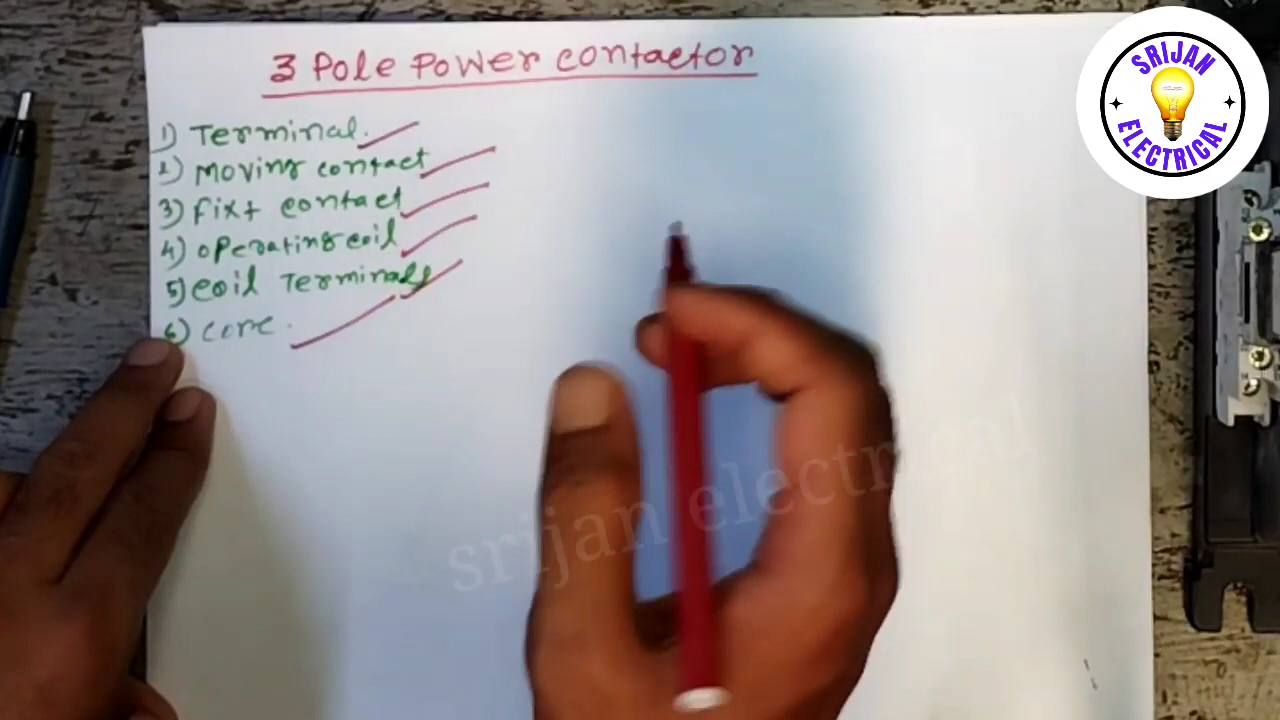 3 Pole Power contactor
1) Terminal.
2) Moving contact
3) fixt contact
4) operating coil
5) coil Terminals
6) core.
SRIJAN
ELECTRICAL
srijan electrical